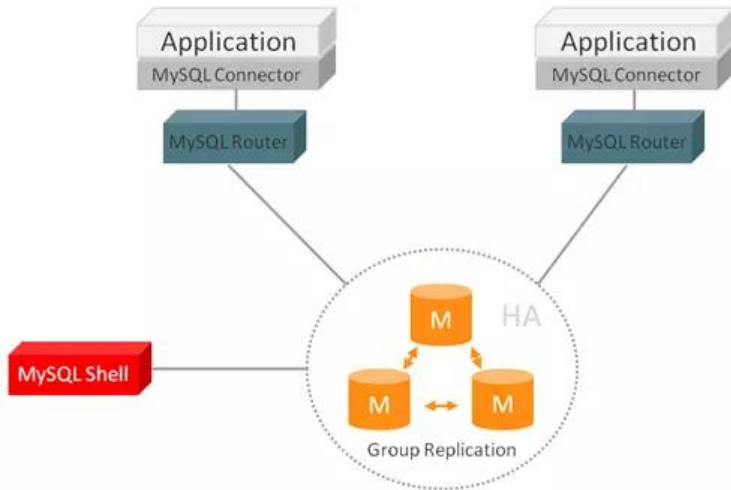 Application
MySQL Connector
MySQL Router
Application
MySQL Connector
MySQL Router
HA
M
M
M
MySQL Shell
Group Replication